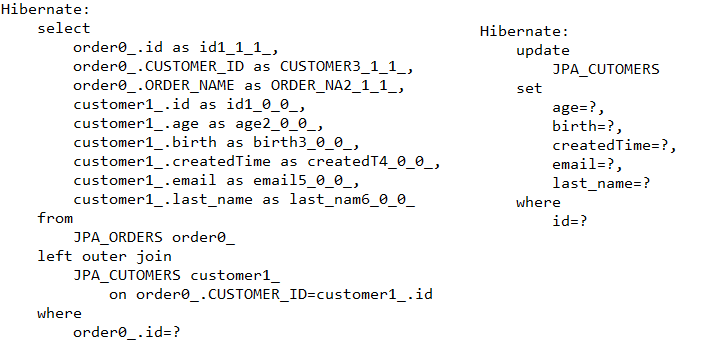 Hibernate:
select
order0_.id as id1_1_1_,
order0_.CUSTOMER_ID as CUSTOMER3_1_1_,
order0_.ORDER_NAME as ORDER_NA2_1_1_,
customer1_.id as id1_0_0_,
customer1_.age as age2_0_0_,
customer1_.birth as birth3_0_0_,
customer1_.createdTime as createdT4_0_0_,
customer1_.email as email5_0_0_,
customer1_.last_name as last_nam6_0_0_
from
JPA_ORDERS order0_
left outer join
JPA_CUTOMERS customer1_
on order0_.CUSTOMER_ID=customer1_.id
where
order0_.id=?
Hibernate:
update
JPA_CUTOMERS
set
age=?,
birth=?,
createdTime=?,
email=?,
last_name=?
where
id=?